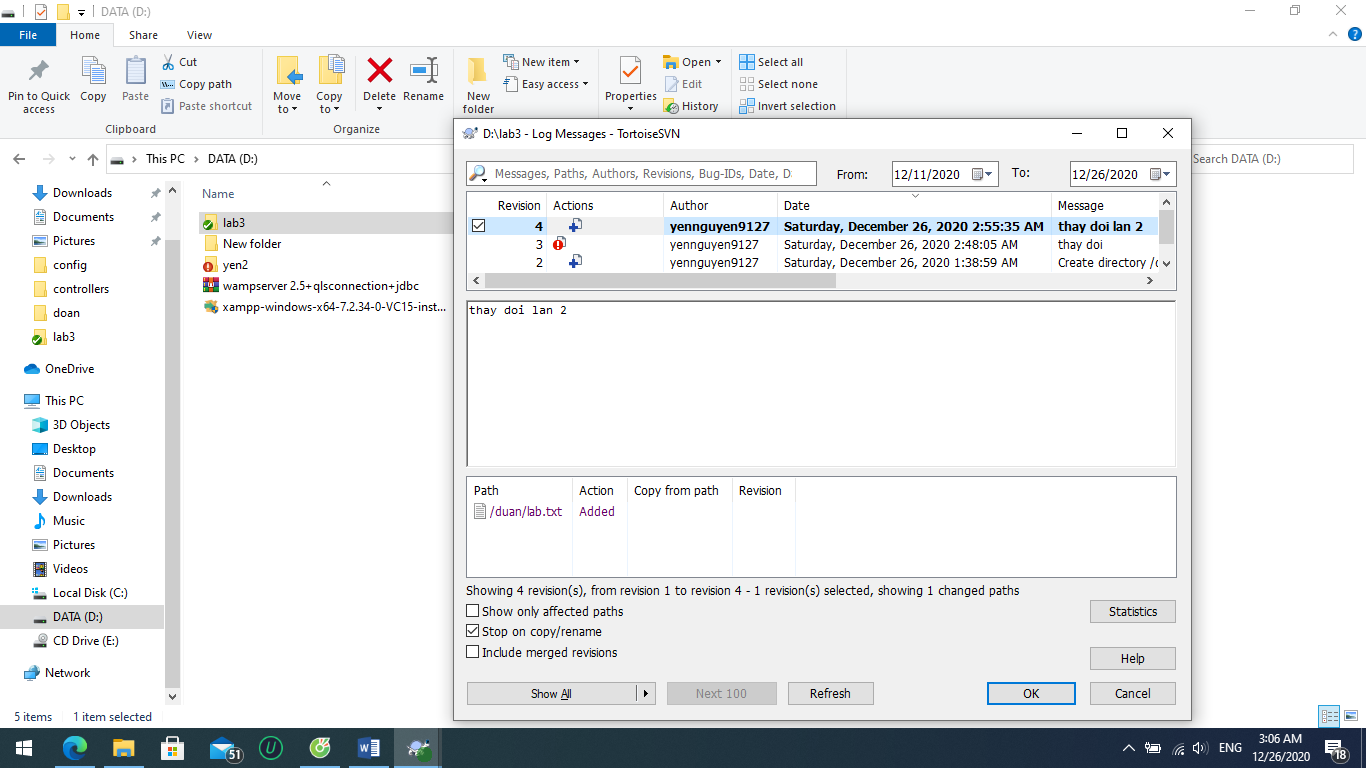 DATA (D:)
File Home Share View
Pin to Quick access
Copy
Paste
Cut
Copy path
Paste shortcut
Clipboard
Move to
Copy to
Delete
Rename
Organize
New folder
New item
Easy access
Properties
Open
Edit
History
Select all
Select none
Invert selection
This PC > DATA (D:)
Search DATA (D:)
Downloads
Documents
Pictures
config
controllers
doan
lab3
OneDrive
This PC
3D Objects
Desktop
Documents
Downloads
Music
Pictures
Videos
Local Disk (C:)
DATA (D:)
CD Drive (E:)
Network
Name
lab3
New folder
yen2
wampserver 2.5+qlsconnection+jdbc
xampp-windows-x64-7.2.34-0-VC15-inst...
D:\lab3 - Log Messages - TortoiseSVN
Messages, Paths, Authors, Revisions, Bug-IDs, Date, D
From: 12/11/2020 To: 12/26/2020
Revision Actions Author Date Message
4 yennguyen9127 Saturday, December 26, 2020 2:55:35 AM thay doi lan 2
3 yennguyen9127 Saturday, December 26, 2020 2:48:05 AM thay doi
2 yennguyen9127 Saturday, December 26, 2020 1:38:59 AM Create directory /
thay doi lan 2
Path Action Copy from path Revision
/duan/lab.txt Added
Showing 4 revision(s), from revision 1 to revision 4 - 1 revision(s) selected, showing 1 changed paths
Show only affected paths
Stop on copy/rename
Include merged revisions
Statistics
Help
Show All
Next 100
Refresh
OK
Cancel
5 items 1 item selected
51
ENG
3:06 AM
12/26/2020
18